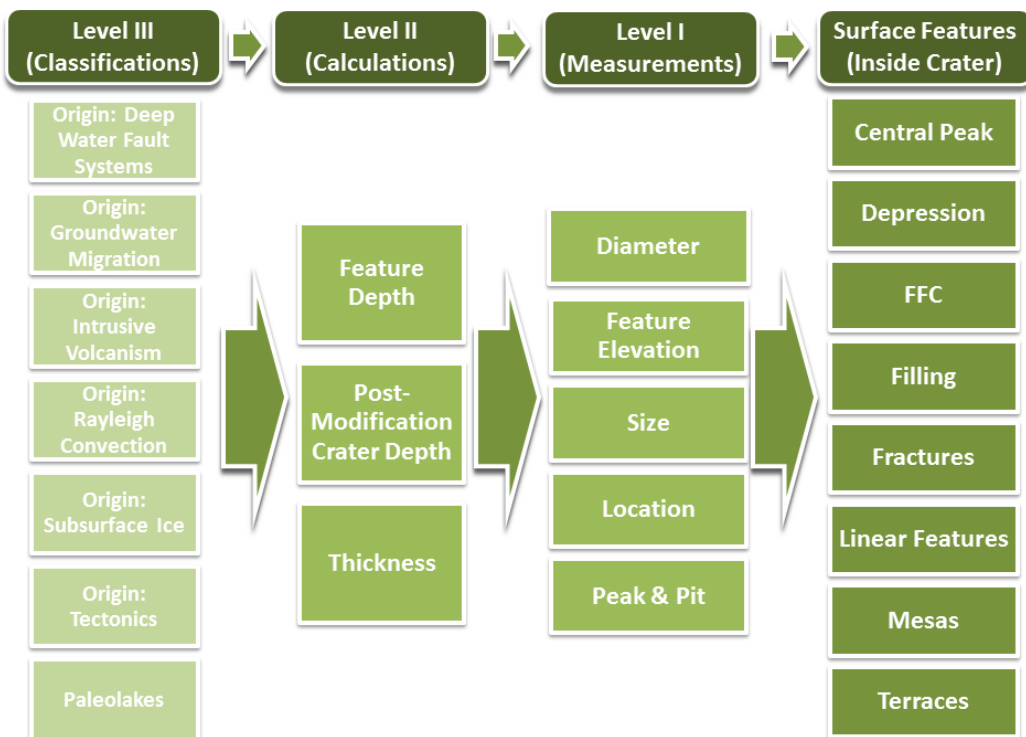 Level III
(Classifications)
Level II
(Calculations)
Level I
(Measurements)
Surface Features
(Inside Crater)
Origin: Deep
Water Fault
Systems
Origin:
Groundwater
Migration
Origin:
Intrusive
Volcanism
Origin:
Rayleigh
Convection
Origin:
Subsurface Ice
Origin:
Tectonics
Paleolakes
Feature
Depth
Post-
Modification
Crater Depth
Thickness
Diameter
Feature
Elevation
Size
Location
Peak & Pit
Central Peak
Depression
FFC
Filling
Fractures
Linear Features
Mesas
Terraces